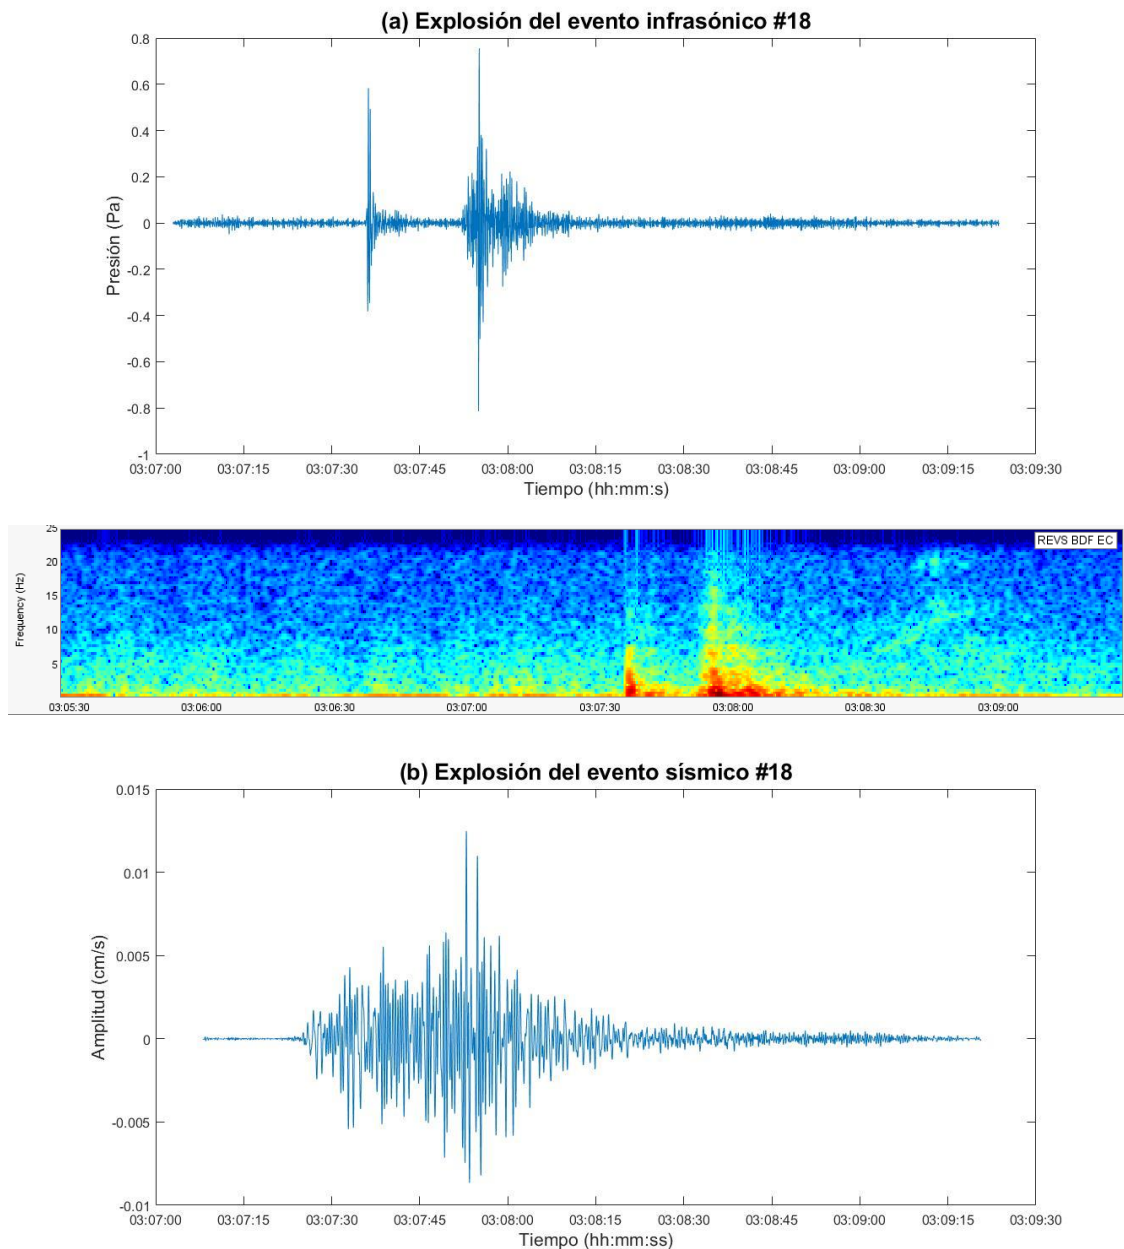 (a) Explosión del evento infrasónico #18
0.8
0.6
0.4
0.2
0
-0.2
-0.4
-0.6
-0.8
-1
Presión (Pa)
03:07:00 03:07:15 03:07:30 03:07:45 03:08:00 03:08:15 03:08:30 03:08:45 03:09:00 03:09:15 03:09:30
Tiempo (hh:mm:s)
REVS BDF EC
25
20
15
10
5
Frequency (Hz)
03:05:30 03:06:00 03:06:30 03:07:00 03:07:30 03:08:00 03:08:30 03:09:00
(b) Explosión del evento sísmico #18
0.015
0.01
0.005
0
-0.005
-0.01
Amplitud (cm/s)
03:07:00 03:07:15 03:07:30 03:07:45 03:08:00 03:08:15 03:08:30 03:08:45 03:09:00 03:09:15 03:09:30
Tiempo (hh:mm:ss)